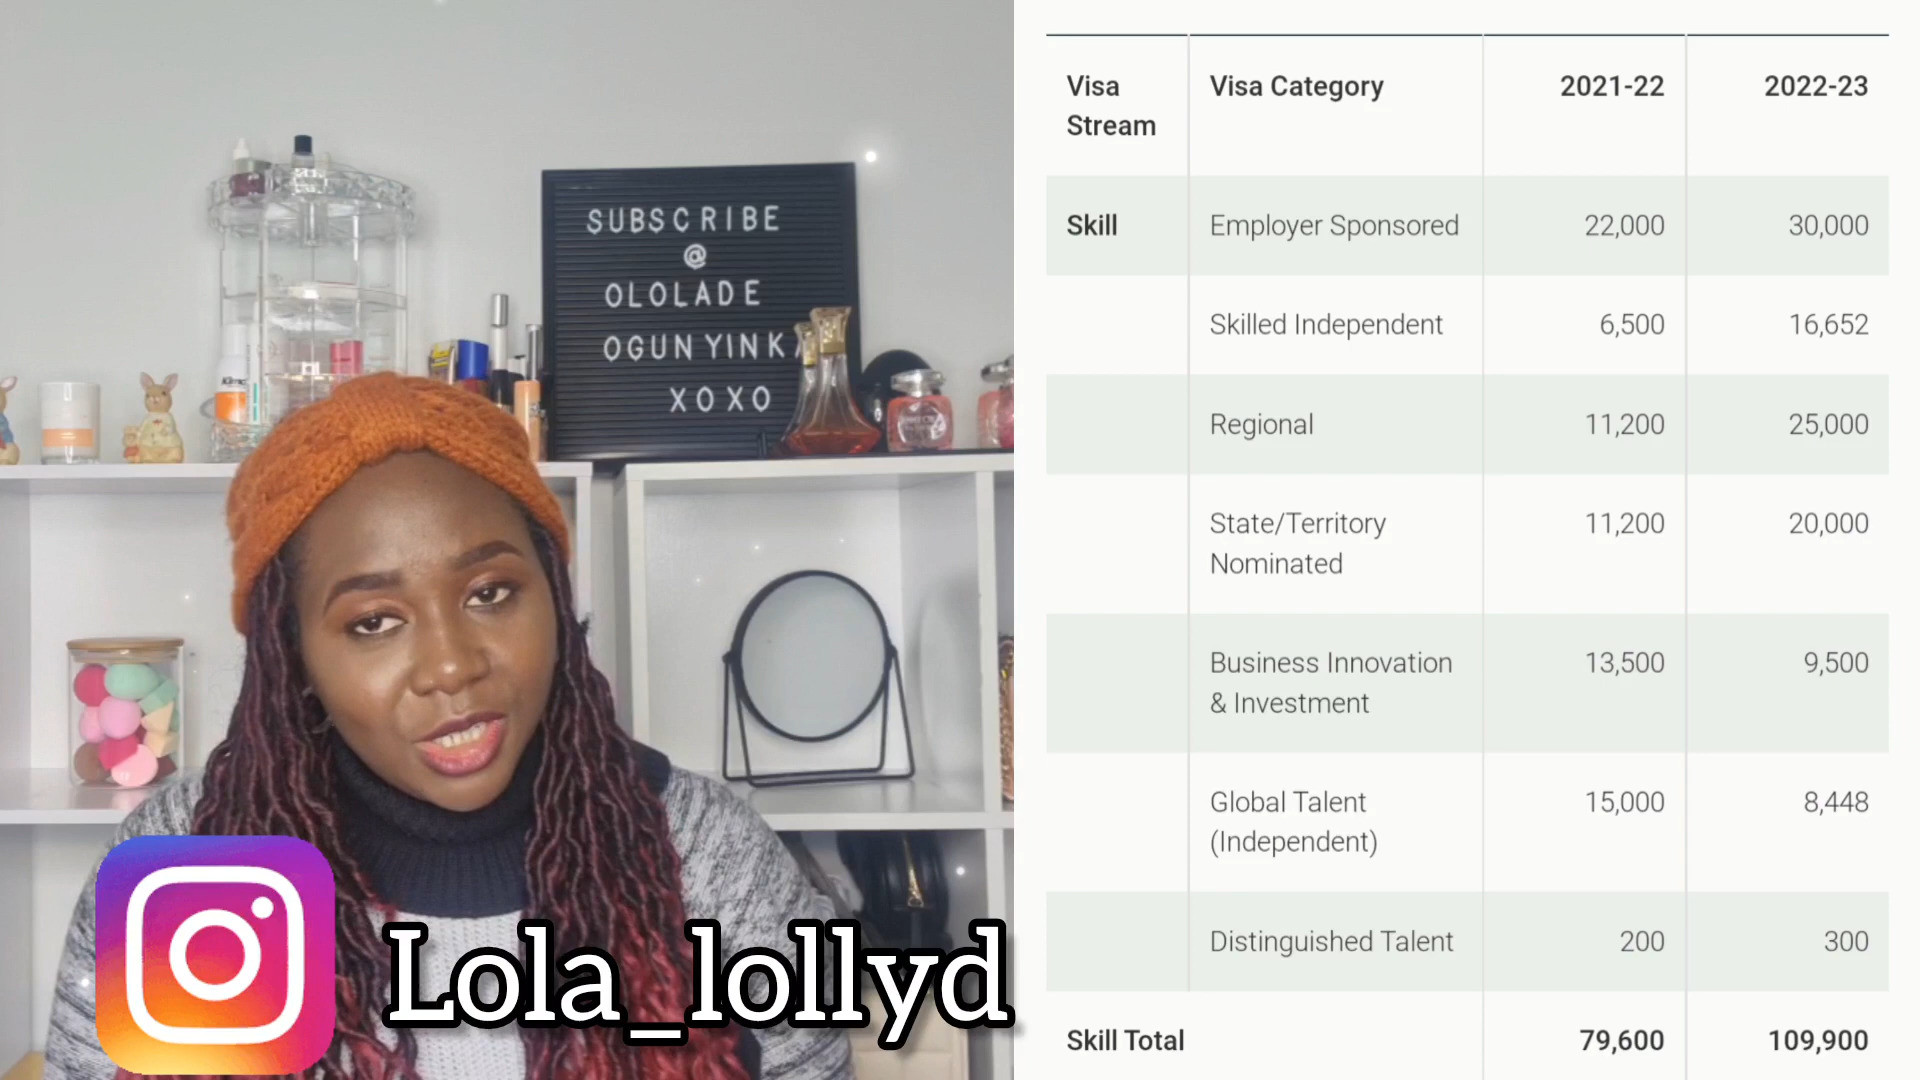 SUBSCRIBE
@
OLOLADE
OGUNYINK
XOXO
Lola_lollyd
Visa Stream Visa Category 2021-22 2022-23
Skill Employer Sponsored 22,000 30,000
Skilled Independent 6,500 16,652
Regional 11,200 25,000
State/Territory Nominated 11,200 20,000
Business Innovation & Investment 13,500 9,500
Global Talent (Independent) 15,000 8,448
Distinguished Talent 200 300
Skill Total 79,600 109,900